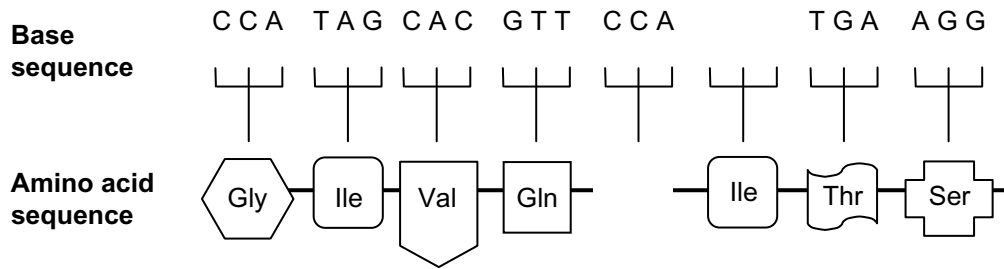 Base sequence
C C A T A G C A C G T T C C A T G A A G G
Amino acid sequence
Gly Ile Val Gln Ile Thr Ser